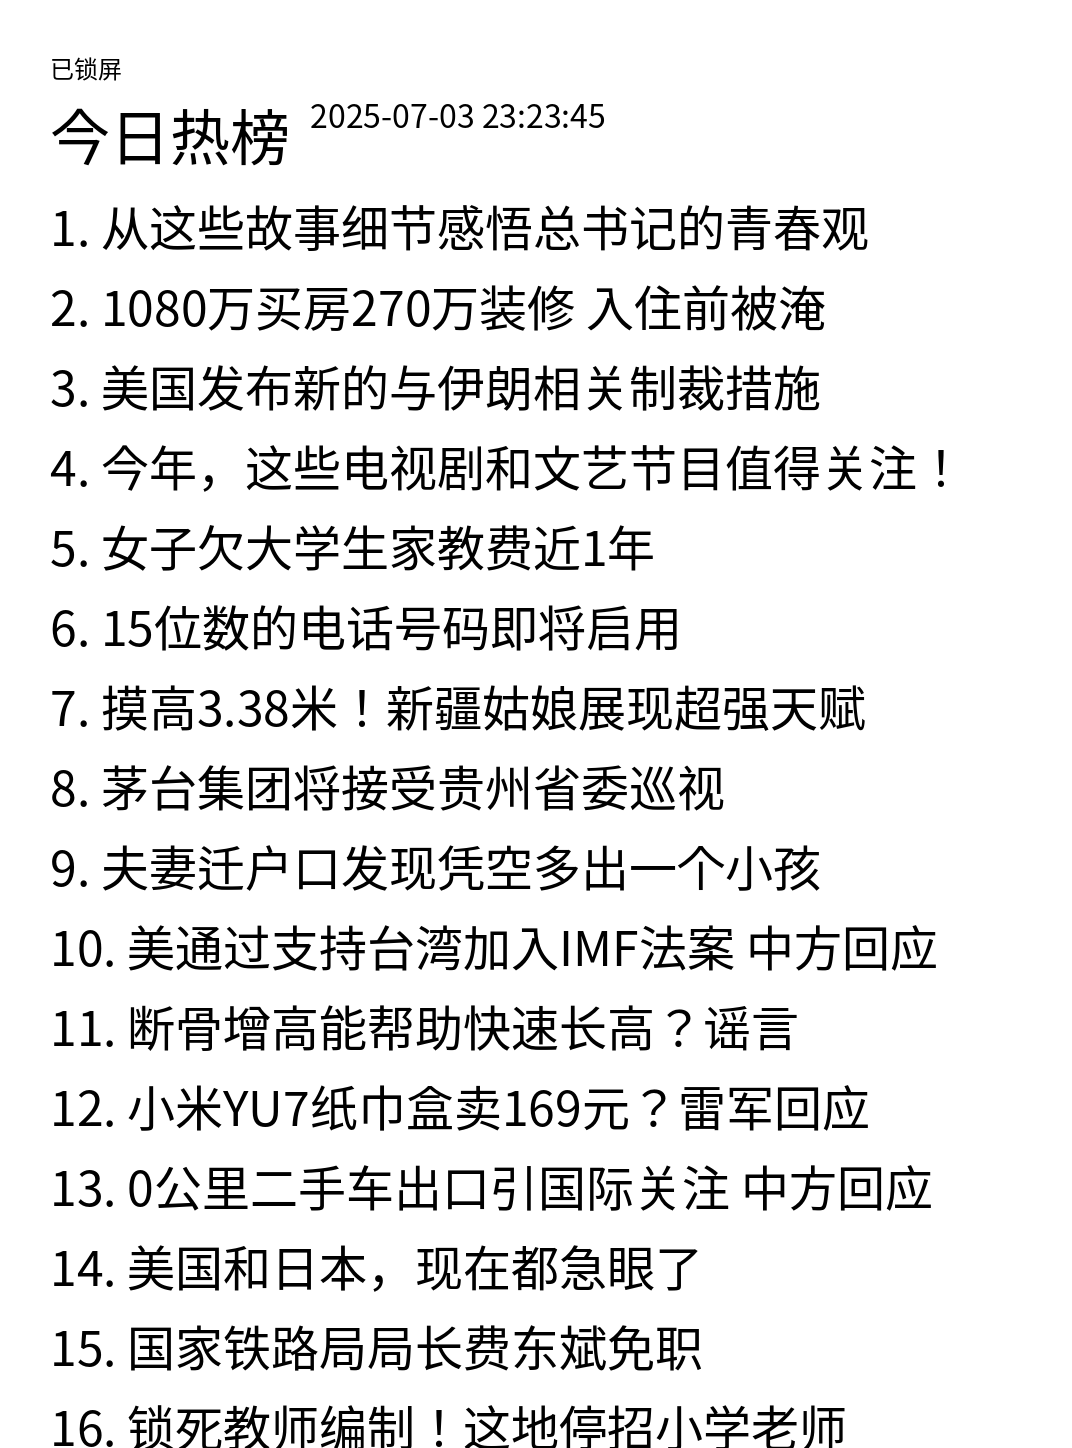 已锁屏
今日热榜 2025-07-03 23:23:45
1. 从这些故事细节感悟总书记的青春观
2. 1080万买房270万装修 入住前被淹
3. 美国发布新的与伊朗相关制裁措施
4. 今年，这些电视剧和文艺节目值得关注！
5. 女子欠大学生家教费近1年
6. 15位数的电话号码即将启用
7. 摸高3.38米！新疆姑娘展现超强天赋
8. 茅台集团将接受贵州省委巡视
9. 夫妻迁户口发现凭空多出一个小孩
10. 美通过支持台湾加入IMF法案 中方回应
11. 断骨增高能帮助快速长高？谣言
12. 小米YU7纸巾盒卖169元？雷军回应
13. 0公里二手车出口引国际关注 中方回应
14. 美国和日本，现在都急眼了
15. 国家铁路局局长费东斌免职
16. 锁死教师编制！这地停招小学老师